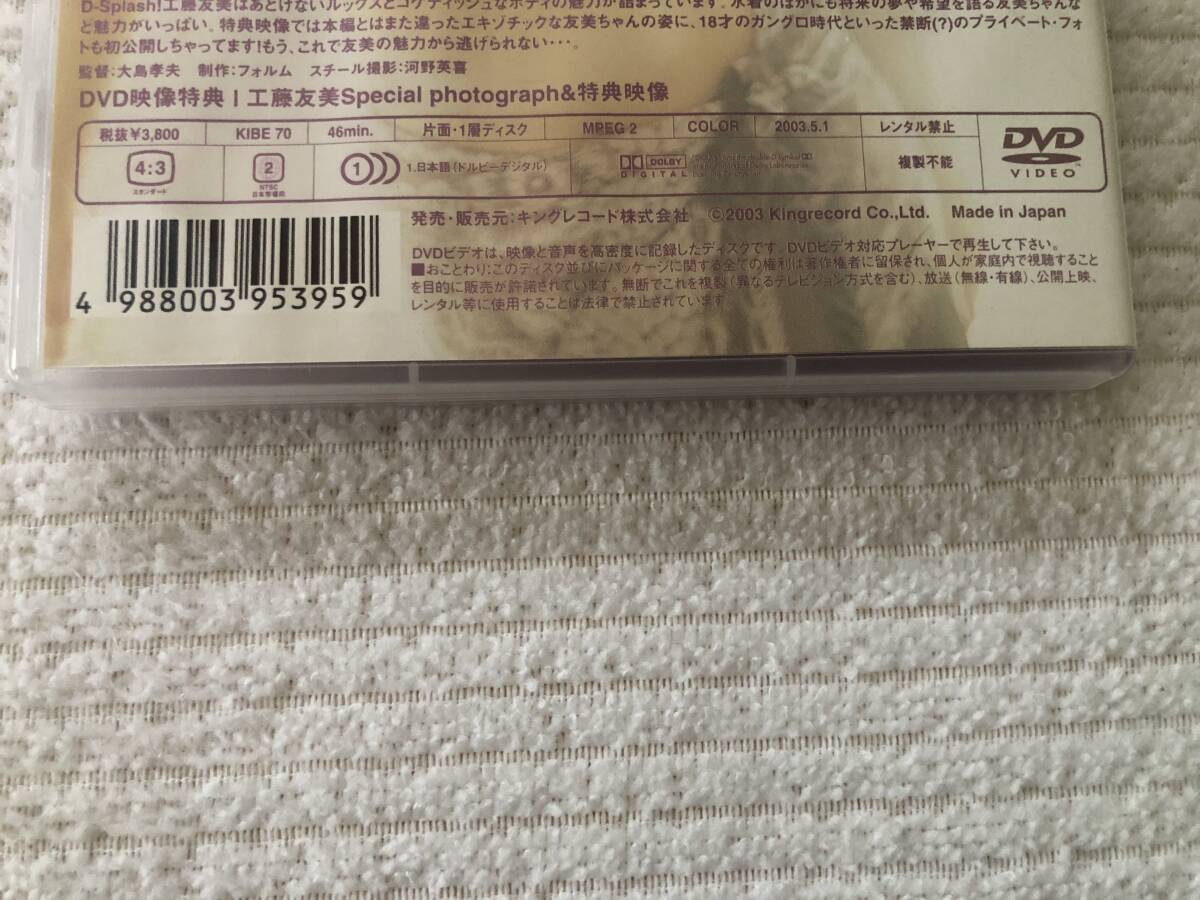 D-Splash!工藤友美はあどけないルックスとコケティッシュなボディの魅力が詰まっています。水着のほかにも将来の夢や希望を語る友美ちゃんな
ど魅力がいっぱい。特典映像では本編とはまた違ったエキゾチックな友美ちゃんの姿に、18才のガングロ時代といった禁断(?)のプライベート・フォ
トも初公開しちゃってます!もう、これで友美の魅力から逃げられない・・・。
監督:大島孝夫 制作:フォルム スチール撮影:河野英喜
DVD映像特典 | 工藤友美Special photograph&特典映像
税抜¥3,800 KIBE 70 46min. 片面・1層ディスク MPEG 2 COLOR 2003.5.1 レンタル禁止
DVD
VIDEO
4:3
スタンダード
2
NTSC
日本市場向
1
1.日本語(ドルビーデジタル)
DOLBY
DIGITAL
複製不能
発売・販売元:キングレコード株式会社 ©2003 Kingrecord Co.,Ltd. Made in Japan
DVDビデオは、映像と音声を高密度に記録したディスクです。DVDビデオ対応プレーヤーで再生して下さい。
■おことわり:このディスク並びにパッケージに関する全ての権利は著作権者に留保され、個人が家庭内で視聴すること
を目的に販売が許諾されています。無断でこれを複製(異なるテレビジョン方式を含む)、放送(無線・有線)、公開上映、
レンタル等に使用することは法律で禁止されています。
4 988003 953959